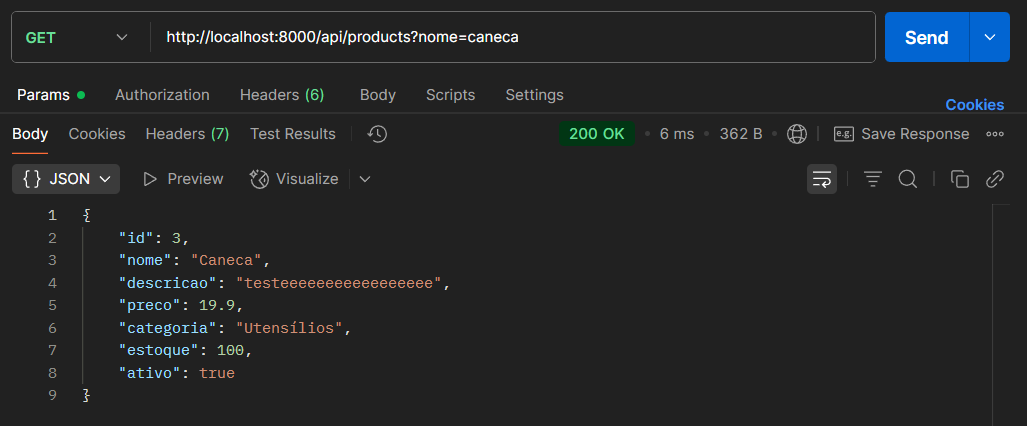 GET http://localhost:8000/api/products?nome=caneca Send
Params Authorization Headers (6) Body Scripts Settings Cookies
Body Cookies Headers (7) Test Results 200 OK • 6 ms • 362 B • e.g. Save Response
{} JSON Preview Visualize
1 {
2 "id": 3,
3 "nome": "Caneca",
4 "descricao": "testeeeeeeeeeeeeeeeee",
5 "preco": 19.9,
6 "categoria": "Utensílios",
7 "estoque": 100,
8 "ativo": true
9 }